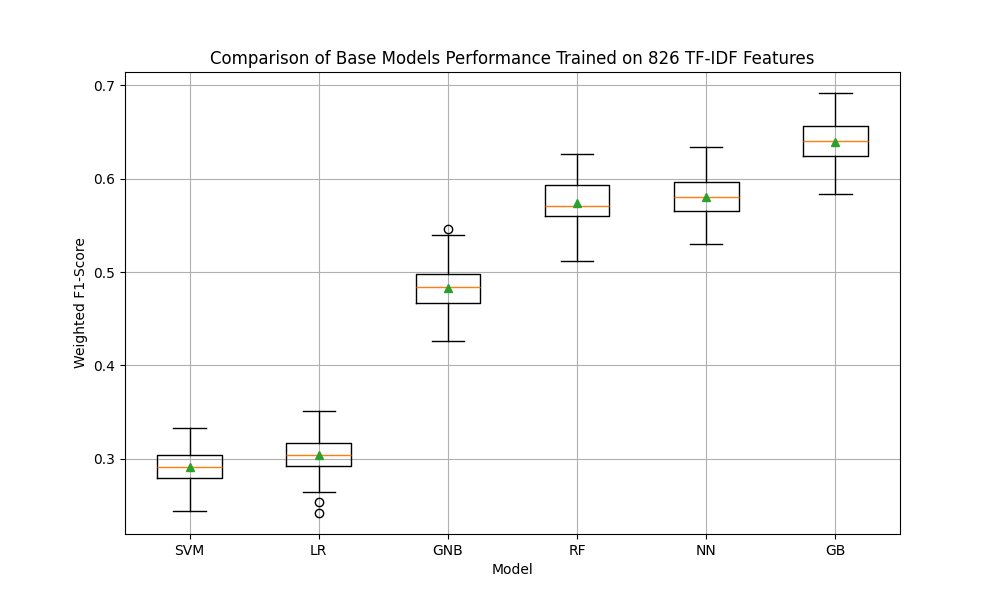 Comparison of Base Models Performance Trained on 826 TF-IDF Features
Weighted F1-Score
0.7
0.6
0.5
0.4
0.3
SVM LR GNB RF NN GB
Model